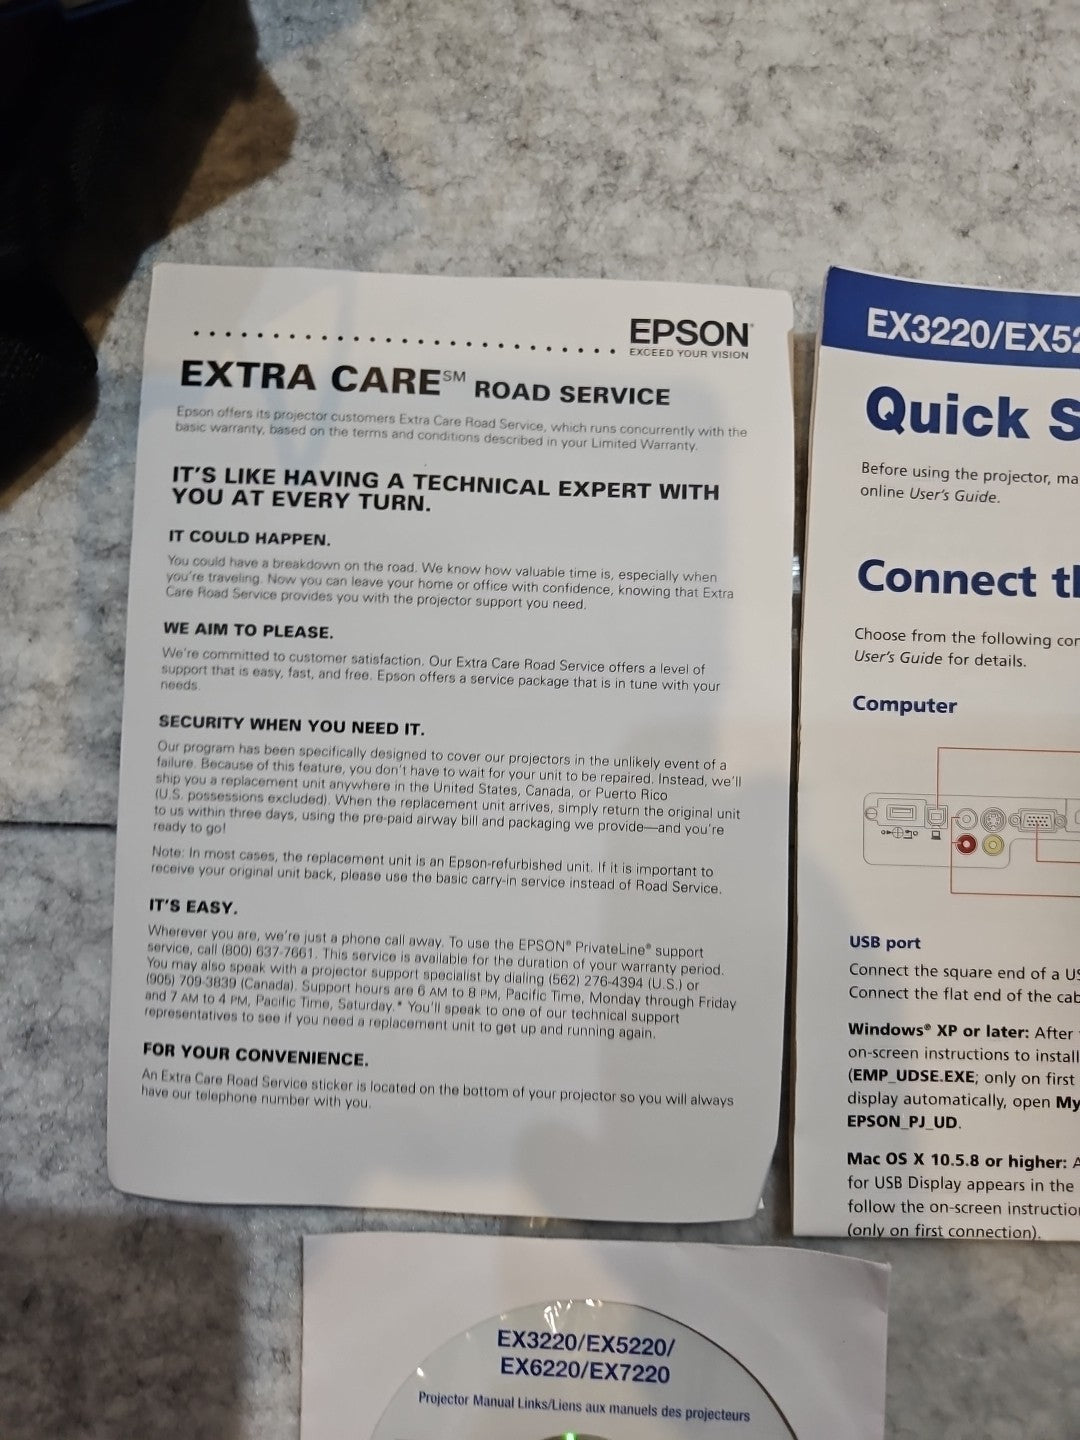 EPSON®
EXCEED YOUR VISION
EXTRA CARE℠ ROAD SERVICE
Epson offers its projector customers Extra Care Road Service, which runs concurrently with the
basic warranty, based on the terms and conditions described in your Limited Warranty.
IT'S LIKE HAVING A TECHNICAL EXPERT WITH
YOU AT EVERY TURN.
IT COULD HAPPEN.
You could have a breakdown on the road. We know how valuable time is, especially when
you're traveling. Now you can leave your home or office with confidence, knowing that Extra
Care Road Service provides you with the projector support you need.
WE AIM TO PLEASE.
We're committed to customer satisfaction. Our Extra Care Road Service offers a level of
support that is easy, fast, and free. Epson offers a service package that is in tune with your
needs.
SECURITY WHEN YOU NEED IT.
Our program has been specifically designed to cover our projectors in the unlikely event of a
failure. Because of this feature, you don't have to wait for your unit to be repaired. Instead, we'll
ship you a replacement unit anywhere in the United States, Canada, or Puerto Rico
(U.S. possessions excluded). When the replacement unit arrives, simply return the original unit
to us within three days, using the pre-paid airway bill and packaging we provide—and you're
ready to go!
Note: In most cases, the replacement unit is an Epson-refurbished unit. If it is important to
receive your original unit back, please use the basic carry-in service instead of Road Service.
IT'S EASY.
Wherever you are, we're just a phone call away. To use the EPSON® PrivateLine® support
service, call (800) 637-7661. This service is available for the duration of your warranty period.
You may also speak with a projector support specialist by dialing (562) 276-4394 (U.S.) or
(905) 709-3839 (Canada). Support hours are 6 AM to 8 PM, Pacific Time, Monday through Friday
and 7 AM to 4 PM, Pacific Time, Saturday.* You'll speak to one of our technical support
representatives to see if you need a replacement unit to get up and running again.
FOR YOUR CONVENIENCE.
An Extra Care Road Service sticker is located on the bottom of your projector so you will always
have our telephone number with you.
EX3220/EX52
Quick S
Before using the projector, ma
online User's Guide.
Connect th
Choose from the following con
User's Guide for details.
Computer
USB port
Connect the square end of a US
Connect the flat end of the cab
Windows® XP or later: After
on-screen instructions to install
(EMP_UDSE.EXE; only on first
display automatically, open My
EPSON_PJ_UD.
Mac OS X 10.5.8 or higher: A
for USB Display appears in the
follow the on-screen instructio
(only on first connection).
EX3220/EX5220/
EX6220/EX7220
Projector Manual Links/Liens aux manuels des projecteurs